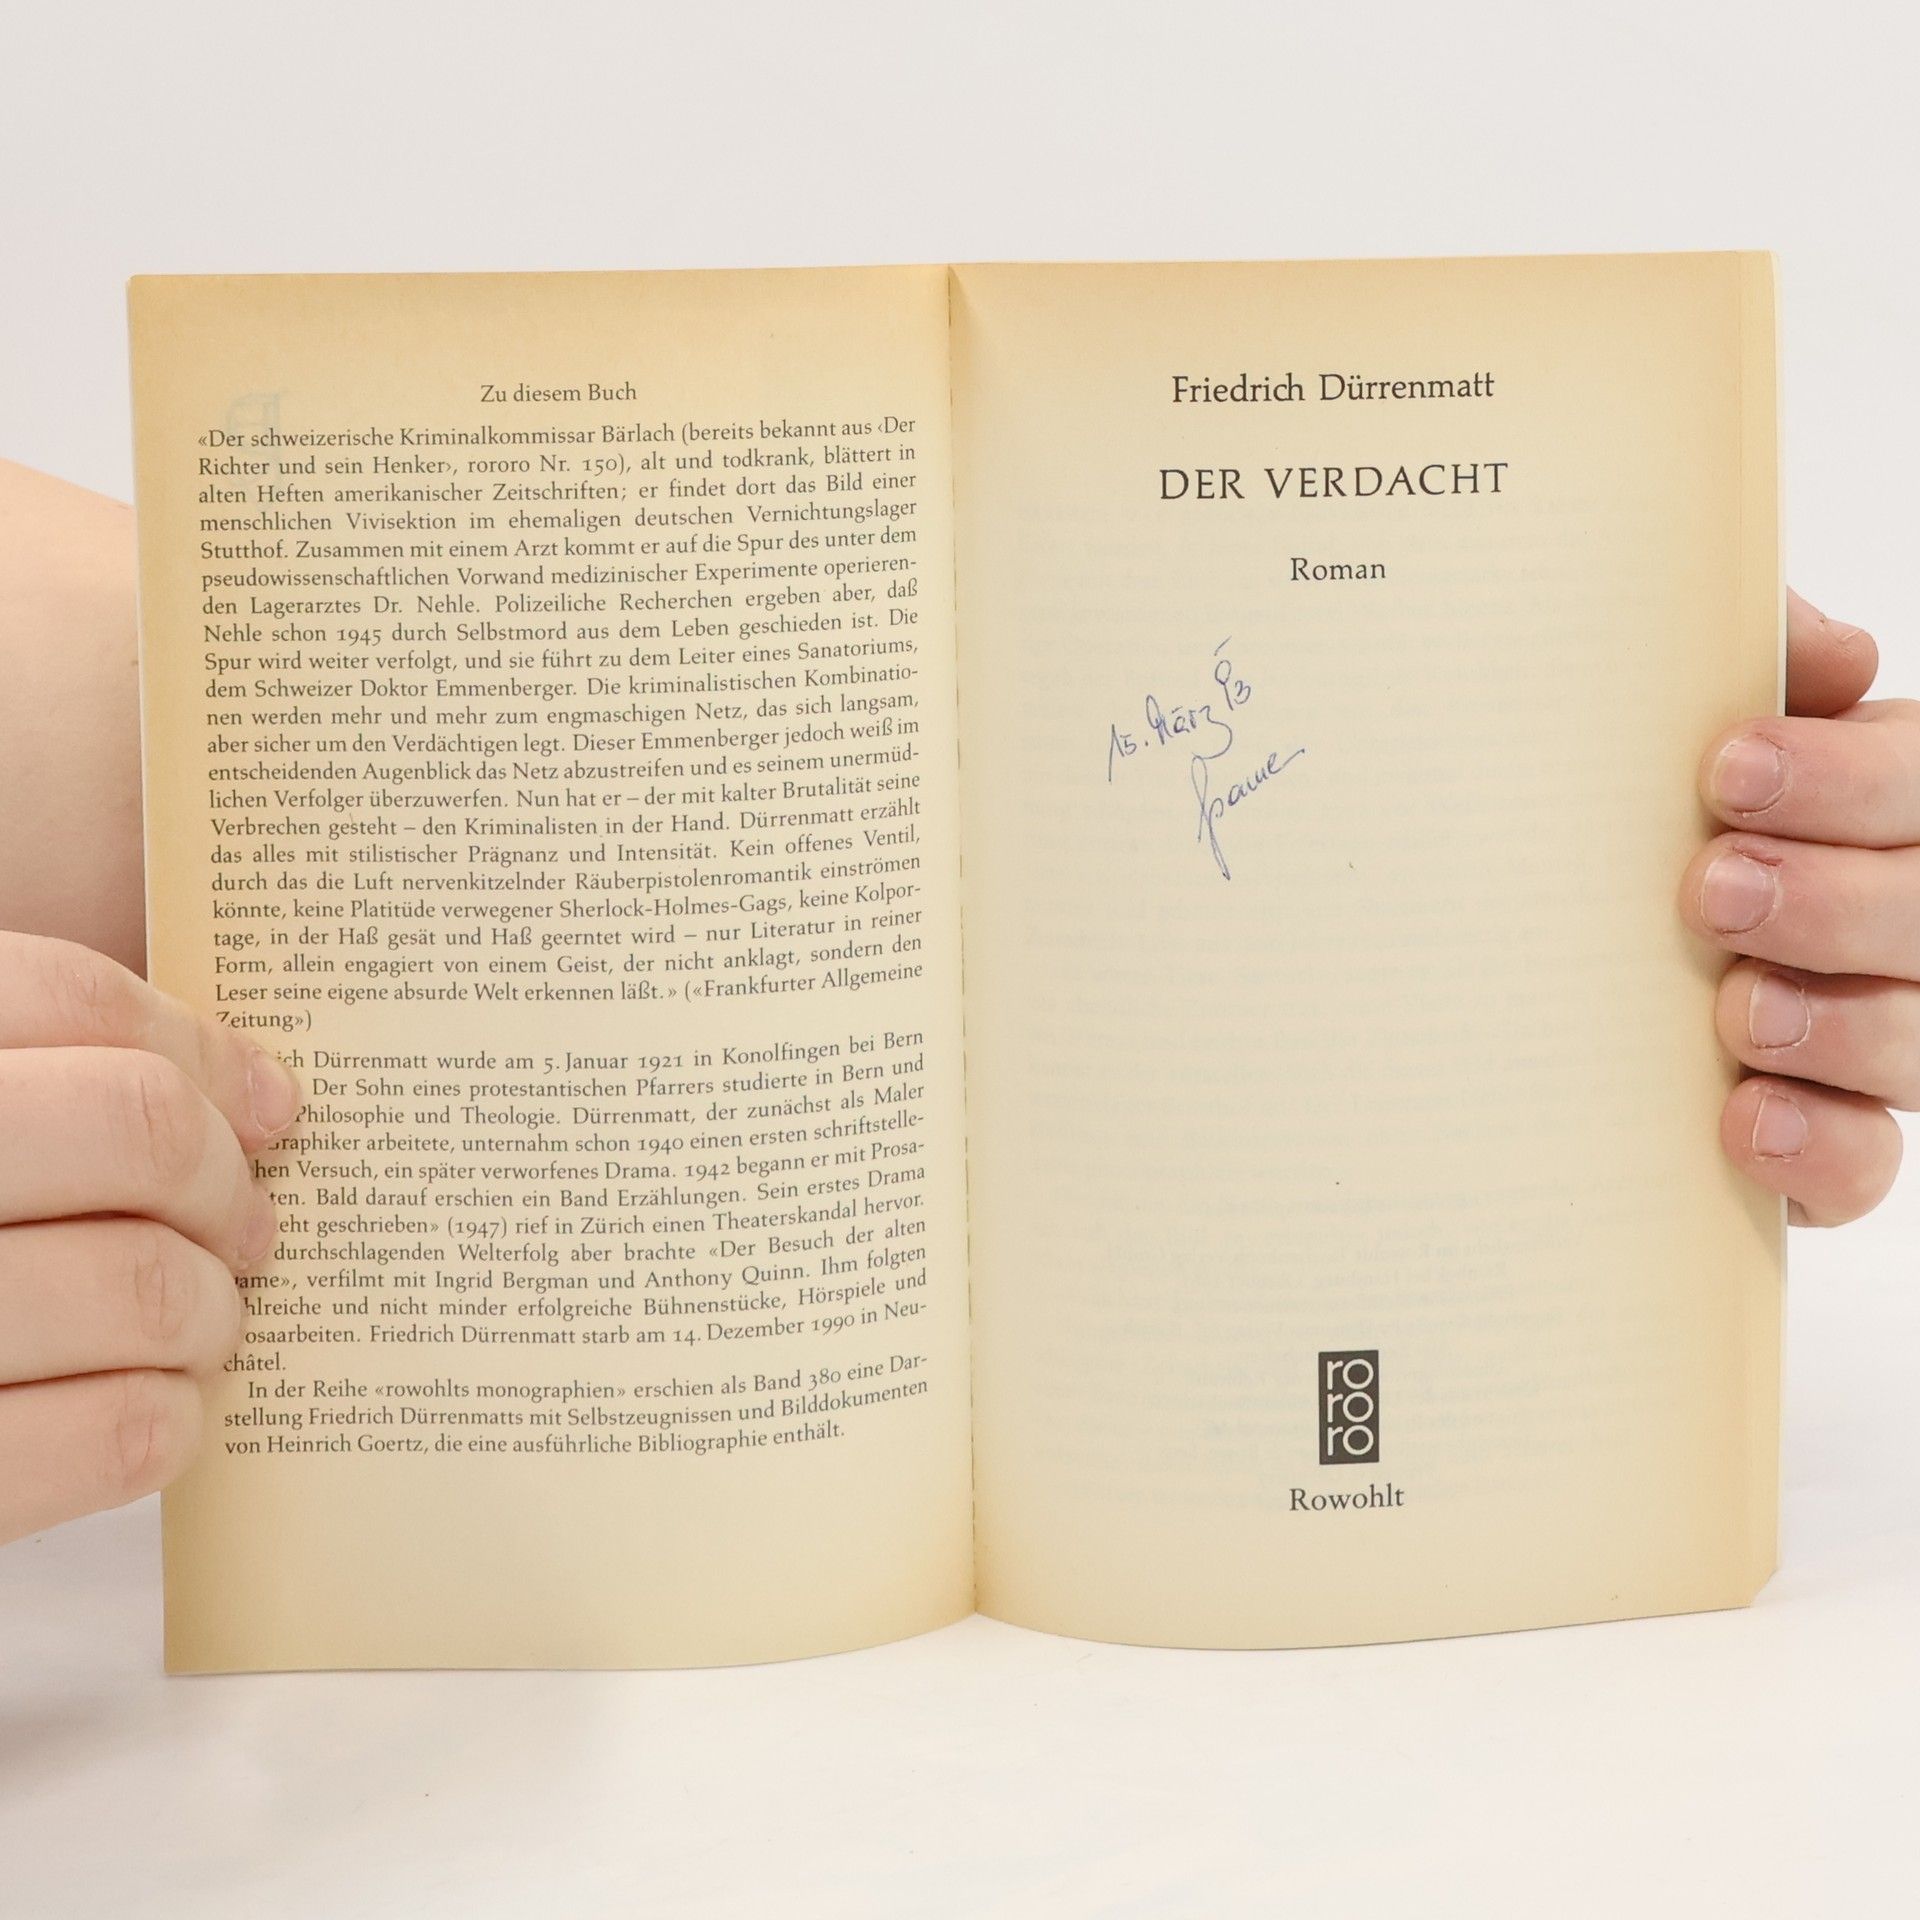 Zu diesem Buch
«Der schweizerische Kriminalkommissar Bärlach (bereits bekannt aus ‹Der
Richter und sein Henker›, rororo Nr. 150), alt und todkrank, blättert in
alten Heften amerikanischer Zeitschriften; er findet dort das Bild einer
menschlichen Vivisektion im ehemaligen deutschen Vernichtungslager
Stutthof. Zusammen mit einem Arzt kommt er auf die Spur des unter dem
pseudowissenschaftlichen Vorwand medizinischer Experimente operieren-
den Lagerarztes Dr. Nehle. Polizeiliche Recherchen ergeben aber, daß
Nehle schon 1945 durch Selbstmord aus dem Leben geschieden ist. Die
Spur wird weiter verfolgt, und sie führt zu dem Leiter eines Sanatoriums,
dem Schweizer Doktor Emmenberger. Die kriminalistischen Kombinatio-
nen werden mehr und mehr zum engmaschigen Netz, das sich langsam,
aber sicher um den Verdächtigen legt. Dieser Emmenberger jedoch weiß im
entscheidenden Augenblick das Netz abzustreifen und es seinem unermüd-
lichen Verfolger überzuwerfen. Nun hat er – der mit kalter Brutalität seine
Verbrechen gesteht – den Kriminalisten in der Hand. Dürrenmatt erzählt
das alles mit stilistischer Prägnanz und Intensität. Kein offenes Ventil,
durch das die Luft nervenkitzelnder Räuberpistolenromantik einströmen
könnte, keine Platitüde verwegener Sherlock-Holmes-Gags, keine Kolpor-
tage, in der Haß gesät und Haß geerntet wird – nur Literatur in reiner
Form, allein engagiert von einem Geist, der nicht anklagt, sondern den
Leser seine eigene absurde Welt erkennen läßt.» («Frankfurter Allgemeine
Zeitung»)
ich Dürrenmatt wurde am 5. Januar 1921 in Konolfingen bei Bern
Der Sohn eines protestantischen Pfarrers studierte in Bern und
Philosophie und Theologie. Dürrenmatt, der zunächst als Maler
Graphiker arbeitete, unternahm schon 1940 einen ersten schriftstelle-
hen Versuch, ein später verworfenes Drama. 1942 begann er mit Prosa-
ten. Bald darauf erschien ein Band Erzählungen. Sein erstes Drama
eht geschrieben» (1947) rief in Zürich einen Theaterskandal hervor.
durchschlagenden Welterfolg aber brachte «Der Besuch der alten
ame», verfilmt mit Ingrid Bergman und Anthony Quinn. Ihm folgten
hlreiche und nicht minder erfolgreiche Bühnenstücke, Hörspiele und
osaarbeiten. Friedrich Dürrenmatt starb am 14. Dezember 1990 in Neu-
châtel.
In der Reihe «rowohlts monographien» erschien als Band 380 eine Dar-
stellung Friedrich Dürrenmatts mit Selbstzeugnissen und Bilddokumenten
von Heinrich Goertz, die eine ausführliche Bibliographie enthält.
Friedrich Dürrenmatt
DER VERDACHT
Roman
15. März 93
ro
ro
ro
Rowohlt